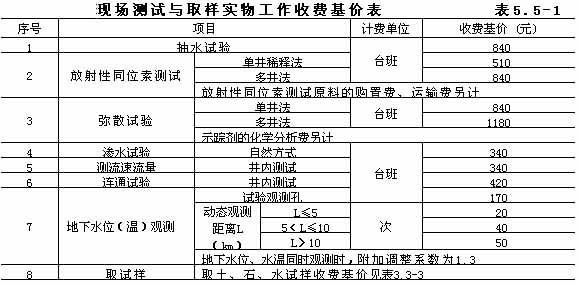 现场测试与取样实物工作收费基价表 表5.5-1
序号 项目 计费单位 收费基价(元)
1 抽水试验 台班 840
2 放射性同位素测试 单井稀释法 510
多井法 840
放射性同位素测试原料的购置费、运输费另计
3 弥散试验 单井法 台班 840
多井法 1180
示踪剂的化学分析费另计
4 渗水试验 自然方式 台班 340
5 测流速流量 井内测试 340
6 连通试验 井内测试 420
7 地下水位(温)观测 试验观测孔 170
动态观测距离L(km) L≤5 次 20
5<L≤10 40
L>10 50
地下水位、水温同时观测时,附加调整系数为1.3
8 取试样 取土、石、水试样收费基价见表3.3-3